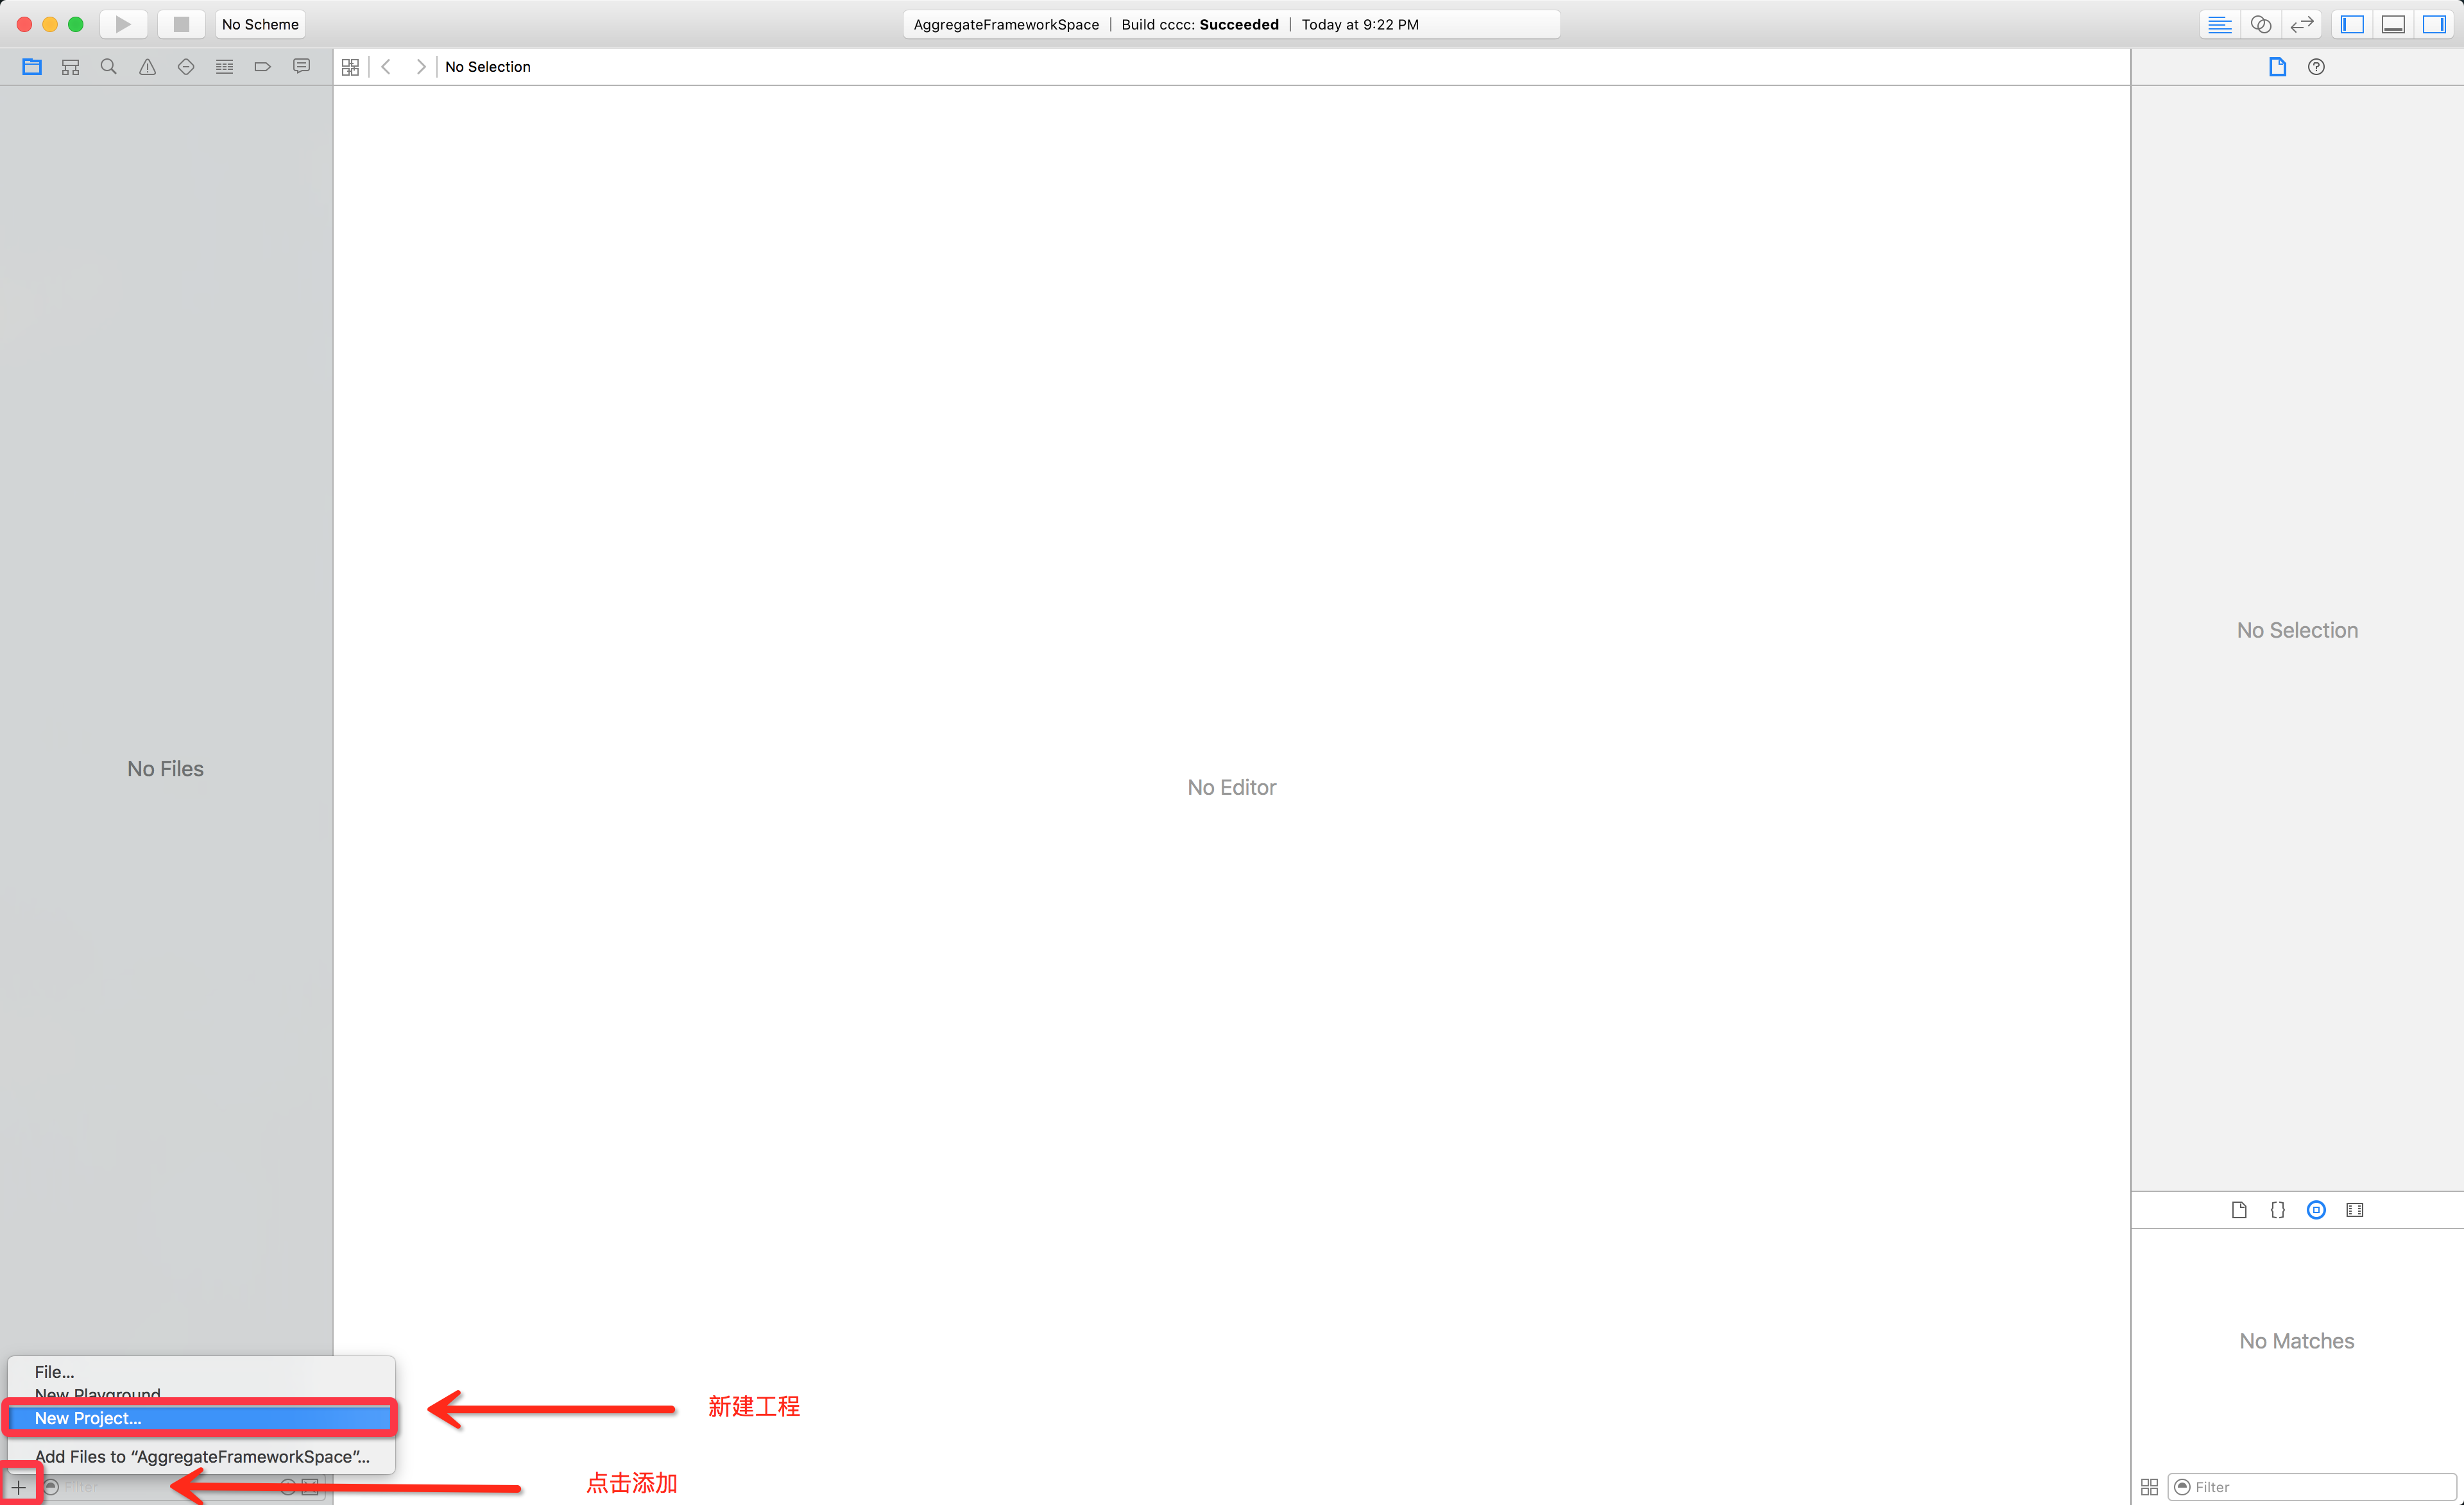 No Scheme
AggregateFrameworkSpace | Build cccc: Succeeded | Today at 9:22 PM
No Selection
No Selection
No Files
No Editor
No Matches
File...
New Playground
New Project...
新建工程
Add Files to “AggregateFrameworkSpace”...
点击添加
Filter
Filter